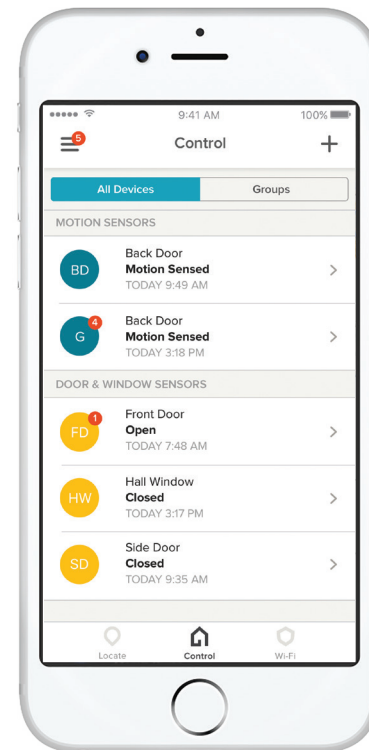 9:41 AM
100%
5
Control
+
All Devices
Groups
MOTION SENSORS
BD
Back Door
Motion Sensed
TODAY 9:49 AM
G
4
Back Door
Motion Sensed
TODAY 3:18 PM
DOOR & WINDOW SENSORS
FD
1
Front Door
Open
TODAY 7:48 AM
HW
Hall Window
Closed
TODAY 3:17 PM
SD
Side Door
Closed
TODAY 9:35 AM
Locate
Control
Wi-Fi